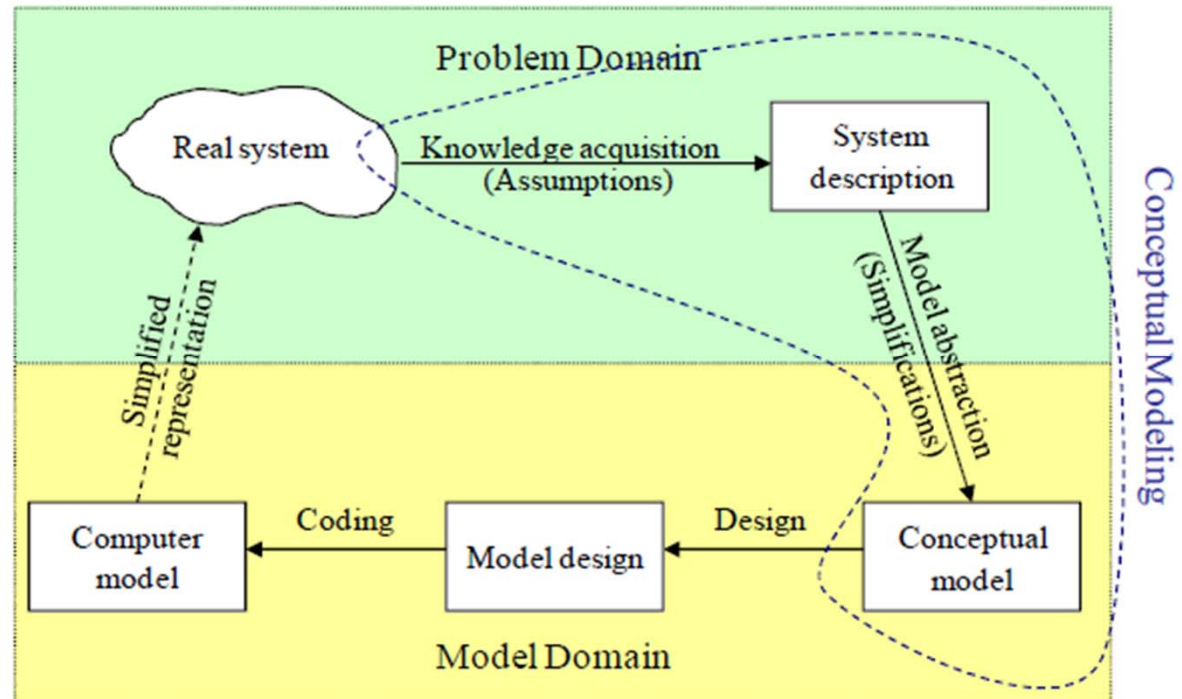 Problem Domain
Real system
Knowledge acquisition
(Assumptions)
System
description
Conceptual Modeling
Model abstraction
(Simplifications)
Simplified
representation
Computer
model
Coding
Model design
Design
Conceptual
model
Model Domain